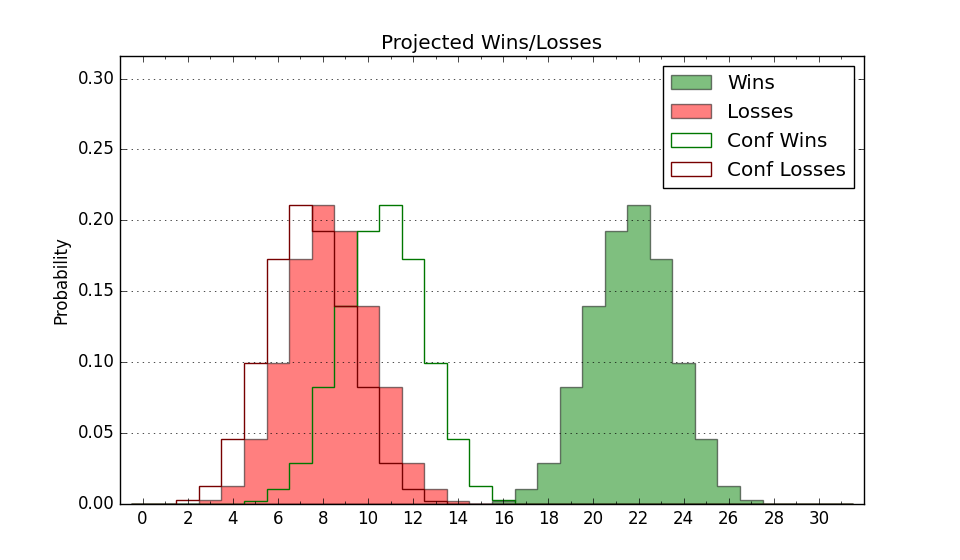 Projected Wins/Losses
Probability
0.30
0.25
0.20
0.15
0.10
0.05
0.00
0 2 4 6 8 10 12 14 16 18 20 22 24 26 28 30
Wins
Losses
Conf Wins
Conf Losses